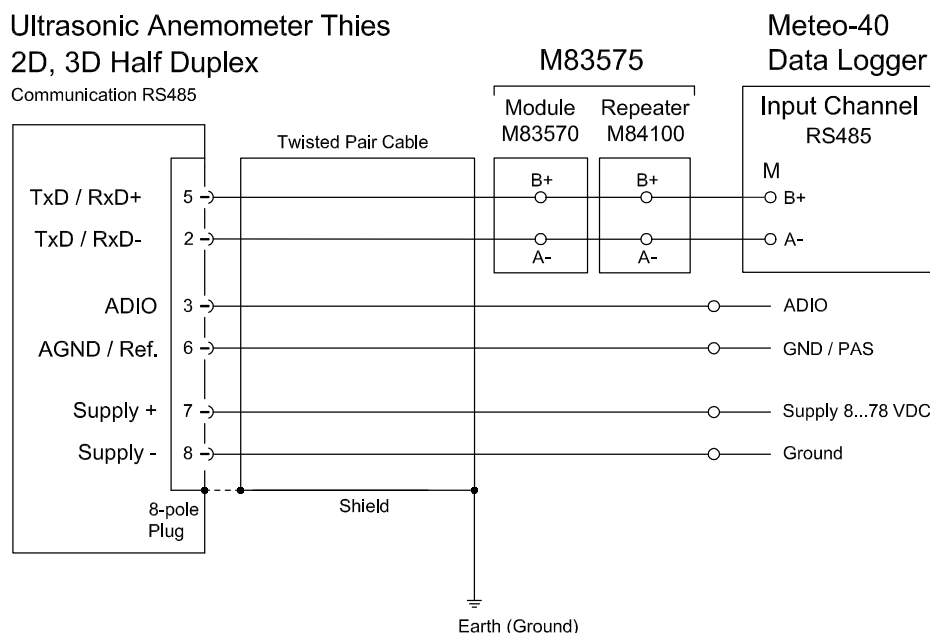 Ultrasonic Anemometer Thies
2D, 3D Half Duplex
Communication RS485
M83575
Meteo-40
Data Logger
Module
M83570
Repeater
M84100
Input Channel
RS485
Twisted Pair Cable
M
TxD / RxD+ 5 B+ B+ B+
TxD / RxD- 2 A- A- A-
ADIO 3 ADIO
AGND / Ref. 6 GND / PAS
Supply + 7 Supply 8...78 VDC
Supply - 8 Ground
8-pole
Plug
Shield
Earth (Ground)